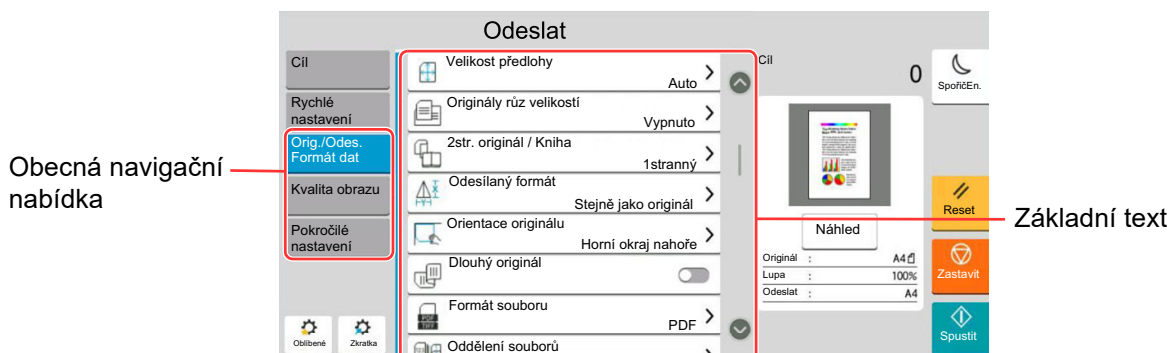 Odeslat
Obecná navigační
nabídka
Cíl
Rychlé
nastavení
Orig./Odes.
Formát dat
Kvalita obrazu
Pokročilé
nastavení
Oblíbené
Zkratka
Velikost předlohy
Auto
Originály růz velikostí
Vypnuto
2str. originál / Kniha
1stranný
Odesílaný formát
Stejně jako originál
Orientace originálu
Horní okraj nahoře
Dlouhý originál
Formát souboru
PDF
TIFF
PDF
Oddělení souborů
Cíl
0
Náhled
Originál : A4
Lupa : 100%
Odeslat : A4
SpořičEn.
Reset
Zastavit
Spustit
Základní text